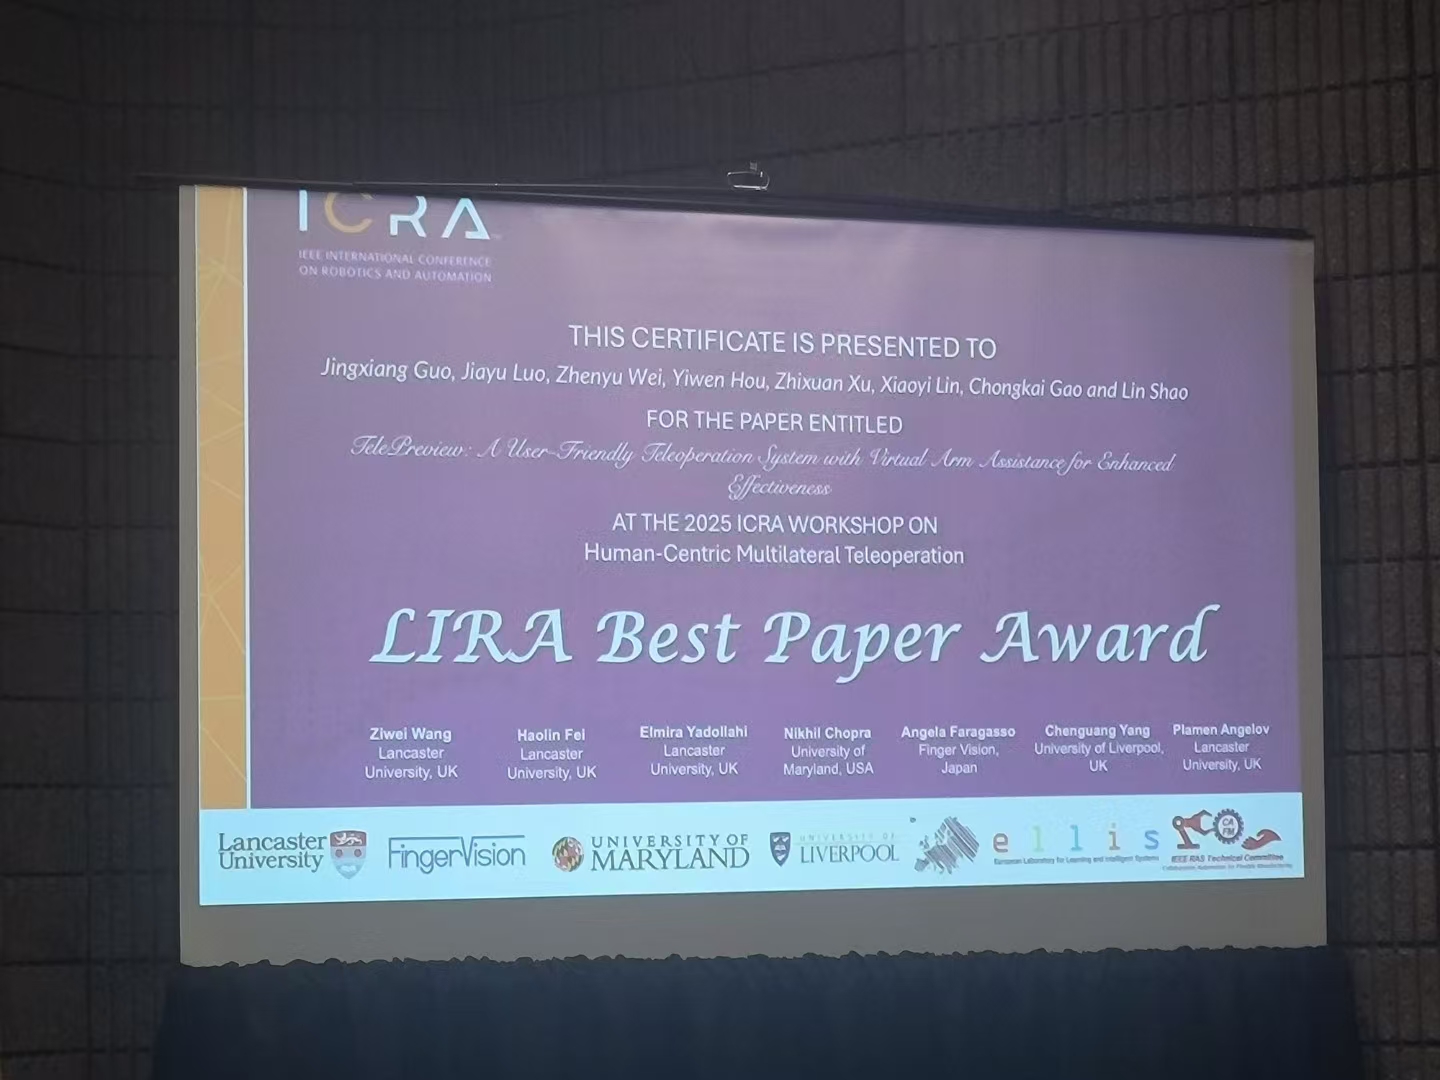 ICRA
IEEE INTERNATIONAL CONFERENCE
ON ROBOTICS AND AUTOMATION
THIS CERTIFICATE IS PRESENTED TO
Jingxiang Guo, Jiayu Luo, Zhenyu Wei, Yiwen Hou, Zhixuan Xu, Xiaoyi Lin, Chongkai Gao and Lin Shao
FOR THE PAPER ENTITLED
TelePreview: A User-Friendly Teleoperation System with Virtual Arm Assistance for Enhanced
Effectiveness
AT THE 2025 ICRA WORKSHOP ON
Human-Centric Multilateral Teleoperation
LIRA Best Paper Award
Ziwei Wang
Lancaster
University, UK
Haolin Fei
Lancaster
University, UK
Elmira Yadollahi
Lancaster
University, UK
Nikhil Chopra
University of
Maryland, USA
Angela Faragasso
Finger Vision,
Japan
Chenguang Yang
University of Liverpool,
UK
Plamen Angelov
Lancaster
University, UK
Lancaster
University
FingerVision
UNIVERSITY OF
MARYLAND
UNIVERSITY OF
LIVERPOOL
ellis
European Laboratory for Learning and Intelligent Systems
CA
FM
IEEE RAS Technical Committee